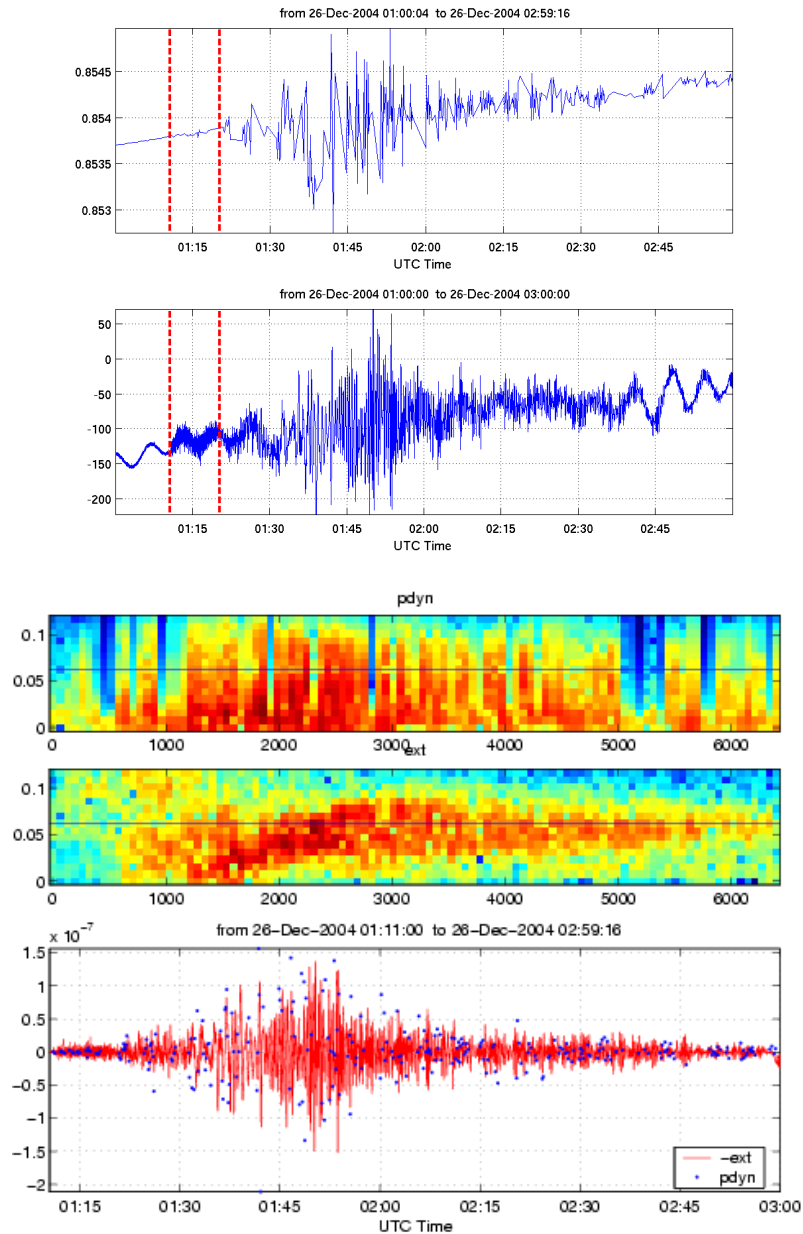 from 26-Dec-2004 01:00:04 to 26-Dec-2004 02:59:16
0.8545
0.854
0.8535
0.853
01:15 01:30 01:45 02:00 02:15 02:30 02:45
UTC Time
from 26-Dec-2004 01:00:00 to 26-Dec-2004 03:00:00
50
0
-50
-100
-150
-200
01:15 01:30 01:45 02:00 02:15 02:30 02:45
UTC Time
pdyn
0.1
0.05
0
0 1000 2000 3000 4000 5000 6000
ext
0.1
0.05
0
0 1000 2000 3000 4000 5000 6000
x 10^-7
from 26-Dec-2004 01:11:00 to 26-Dec-2004 02:59:16
1.5
1
0.5
0
-0.5
-1
-1.5
-2
-ext
pdyn
01:15 01:30 01:45 02:00 02:15 02:30 02:45 03:00
UTC Time